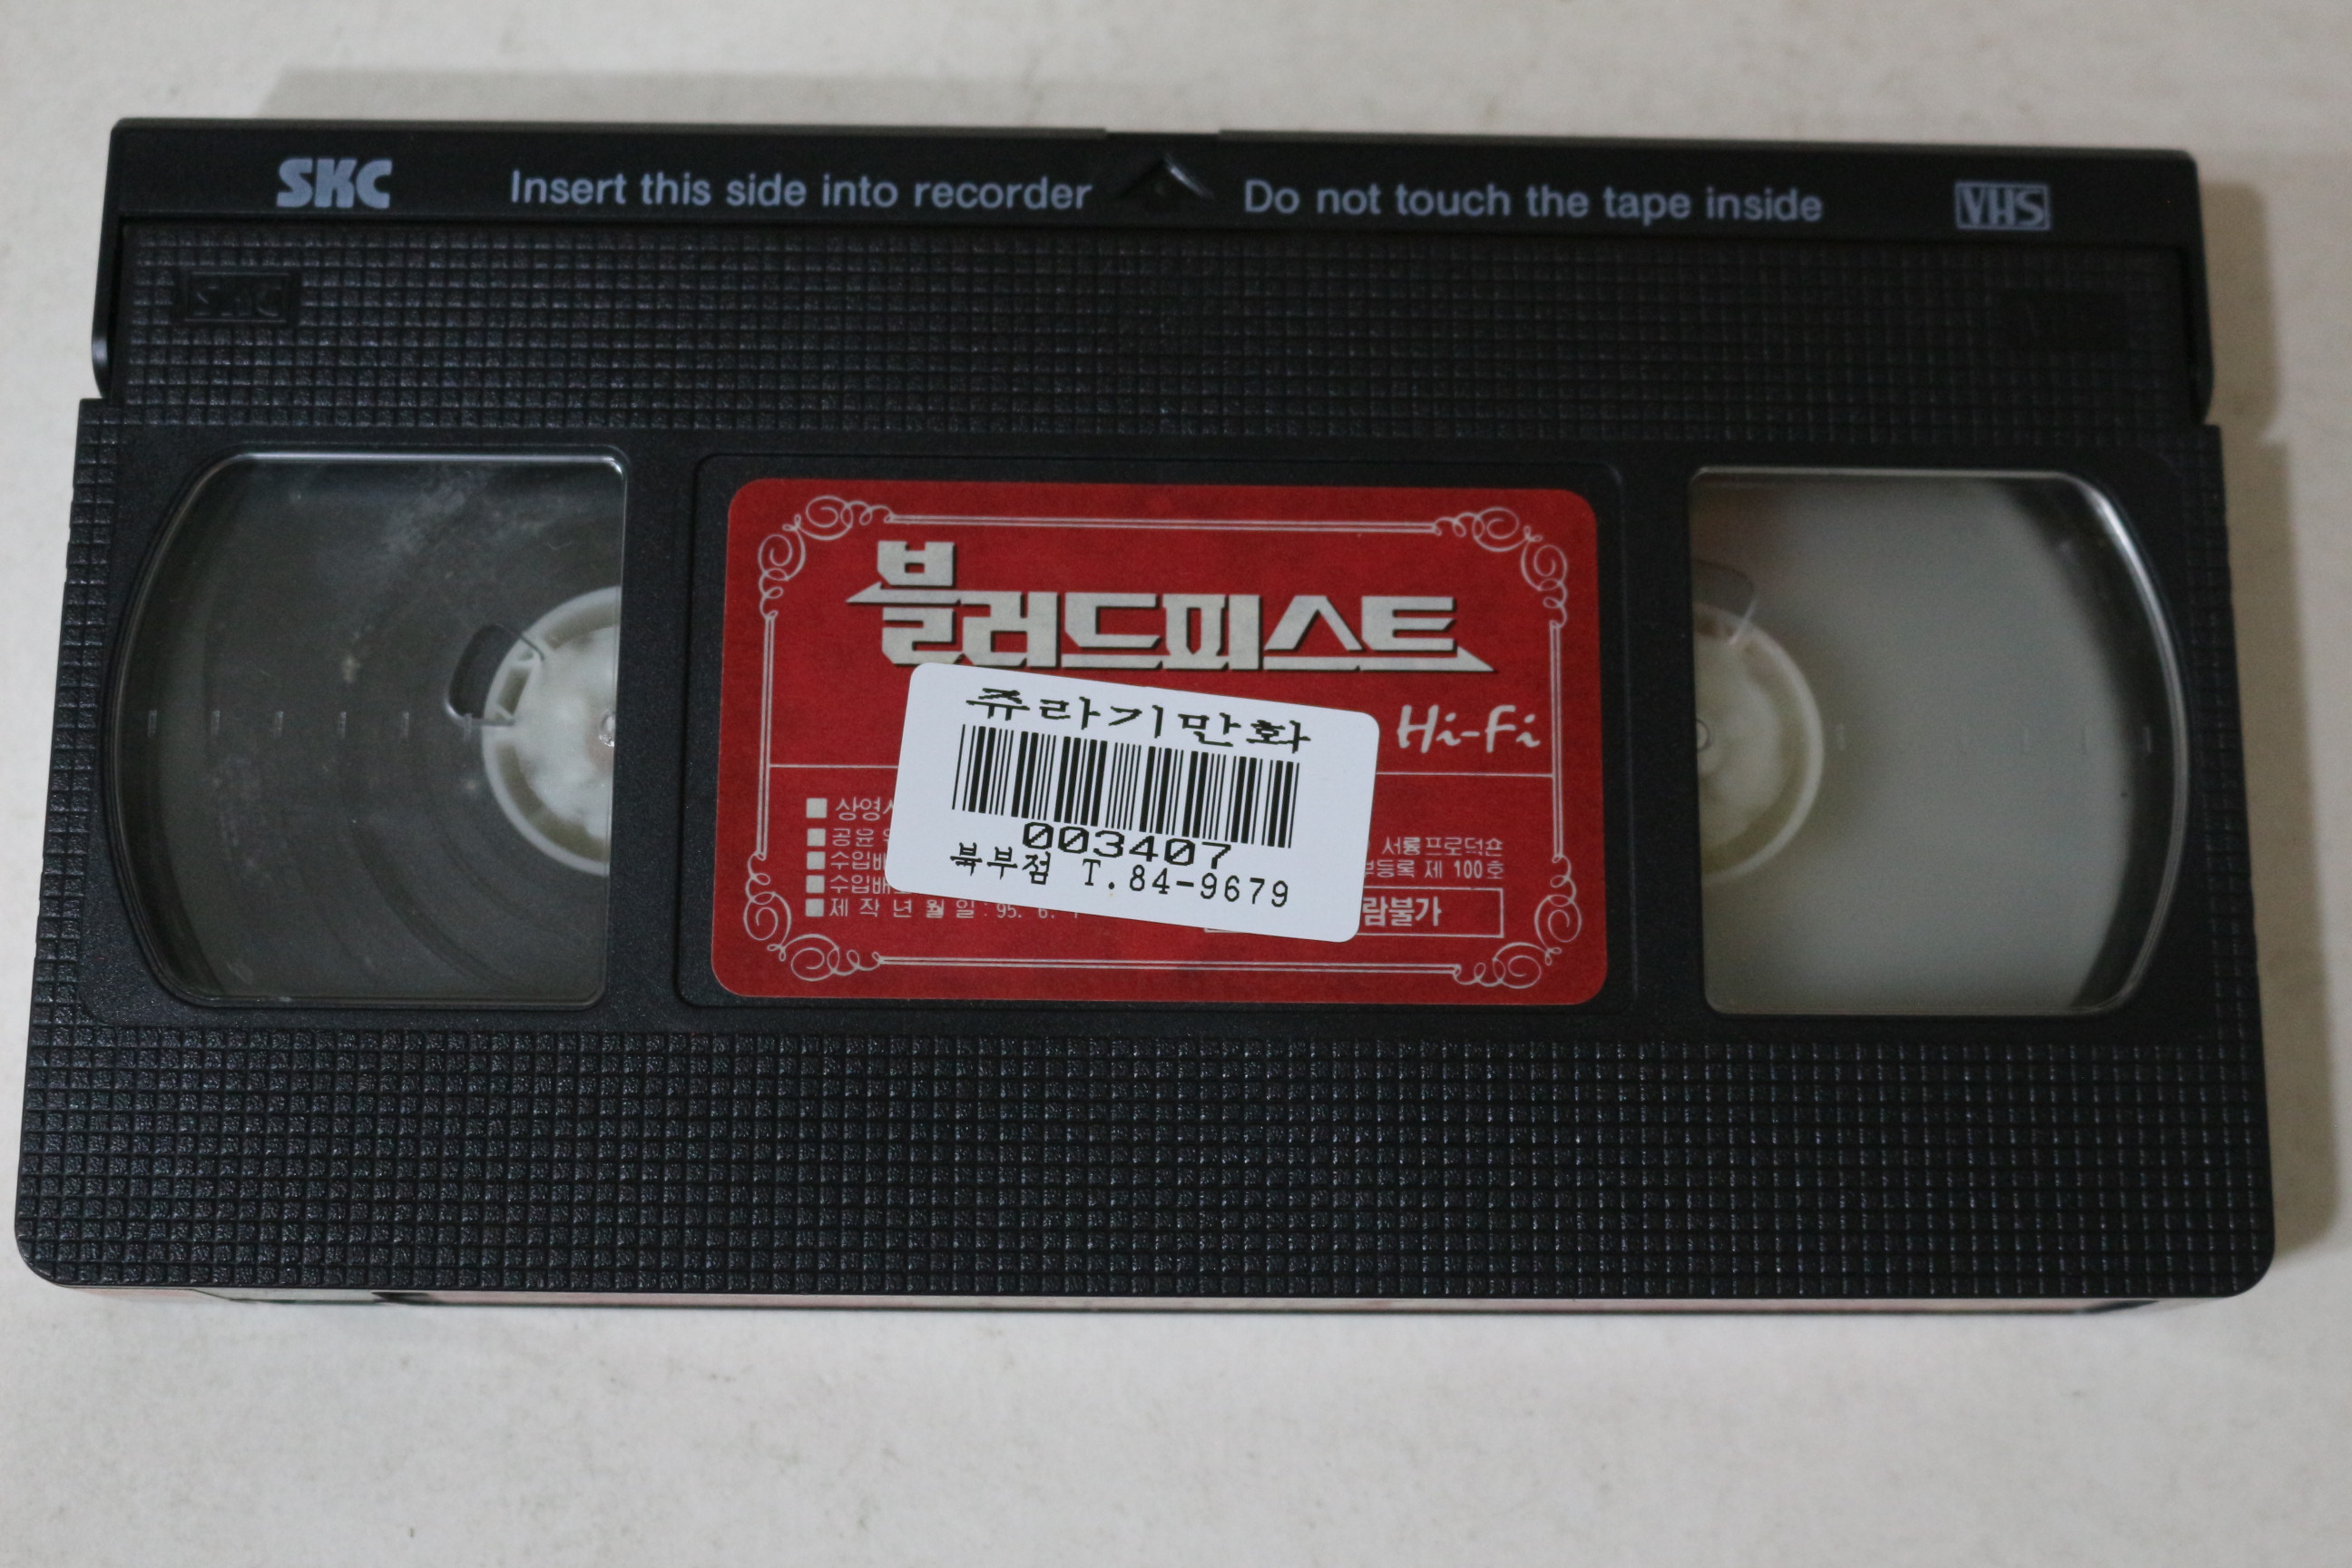 SKC Insert this side into recorder Do not touch the tape inside VHS
SKC
블러드피스트
Hi-Fi
쥬라기만화
003407
북부점 T.84-9679
■ 상영
■ 공윤
■ 수입배 서룡프로덕숀
■ 수입배 등록 제 100호
■ 제 작 년 월 일 : 95. 6.
람불가